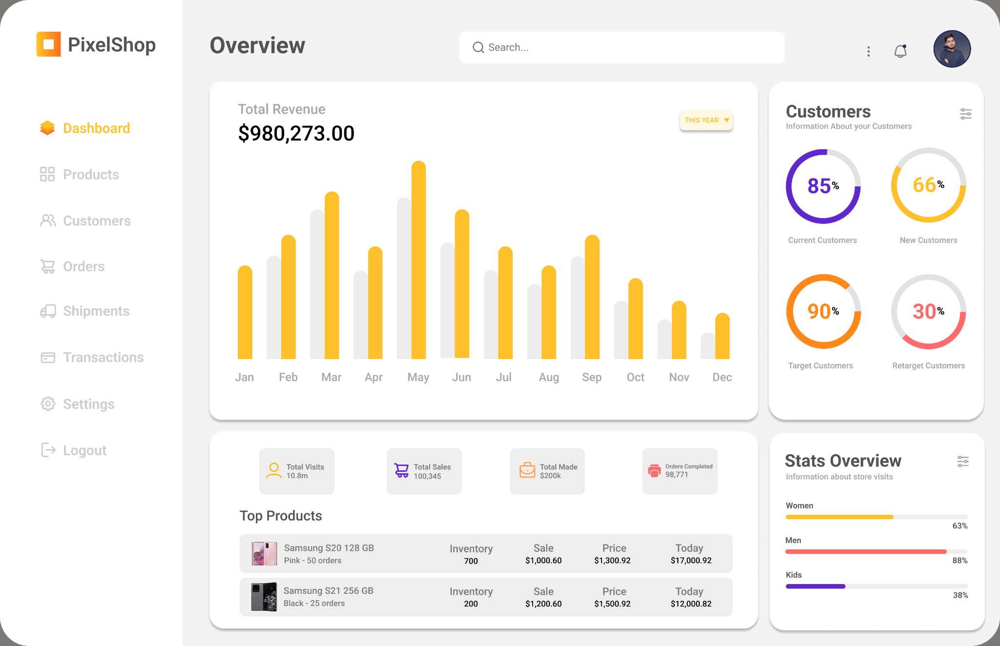 PixelShop
Dashboard
Products
Customers
Orders
Shipments
Transactions
Settings
Logout
Overview
Search...
Total Revenue
$980,273.00
THIS YEAR
Jan Feb Mar Apr May Jun Jul Aug Sep Oct Nov Dec
Customers
Information About your Customers
85% 66%
Current Customers New Customers
90% 30%
Target Customers Retarget Customers
Total Visits
10.8m
Total Sales
100,345
Total Made
$200k
Orders Completed
98,771
Top Products
Samsung S20 128 GB Inventory Sale Price Today
Pink - 50 orders 700 $1,000.60 $1,300.92 $17,000.92
Samsung S21 256 GB Inventory Sale Price Today
Black - 25 orders 200 $1,200.60 $1,500.92 $12,000.82
Stats Overview
Information about store visits
Women
63%
Men
88%
Kids
38%